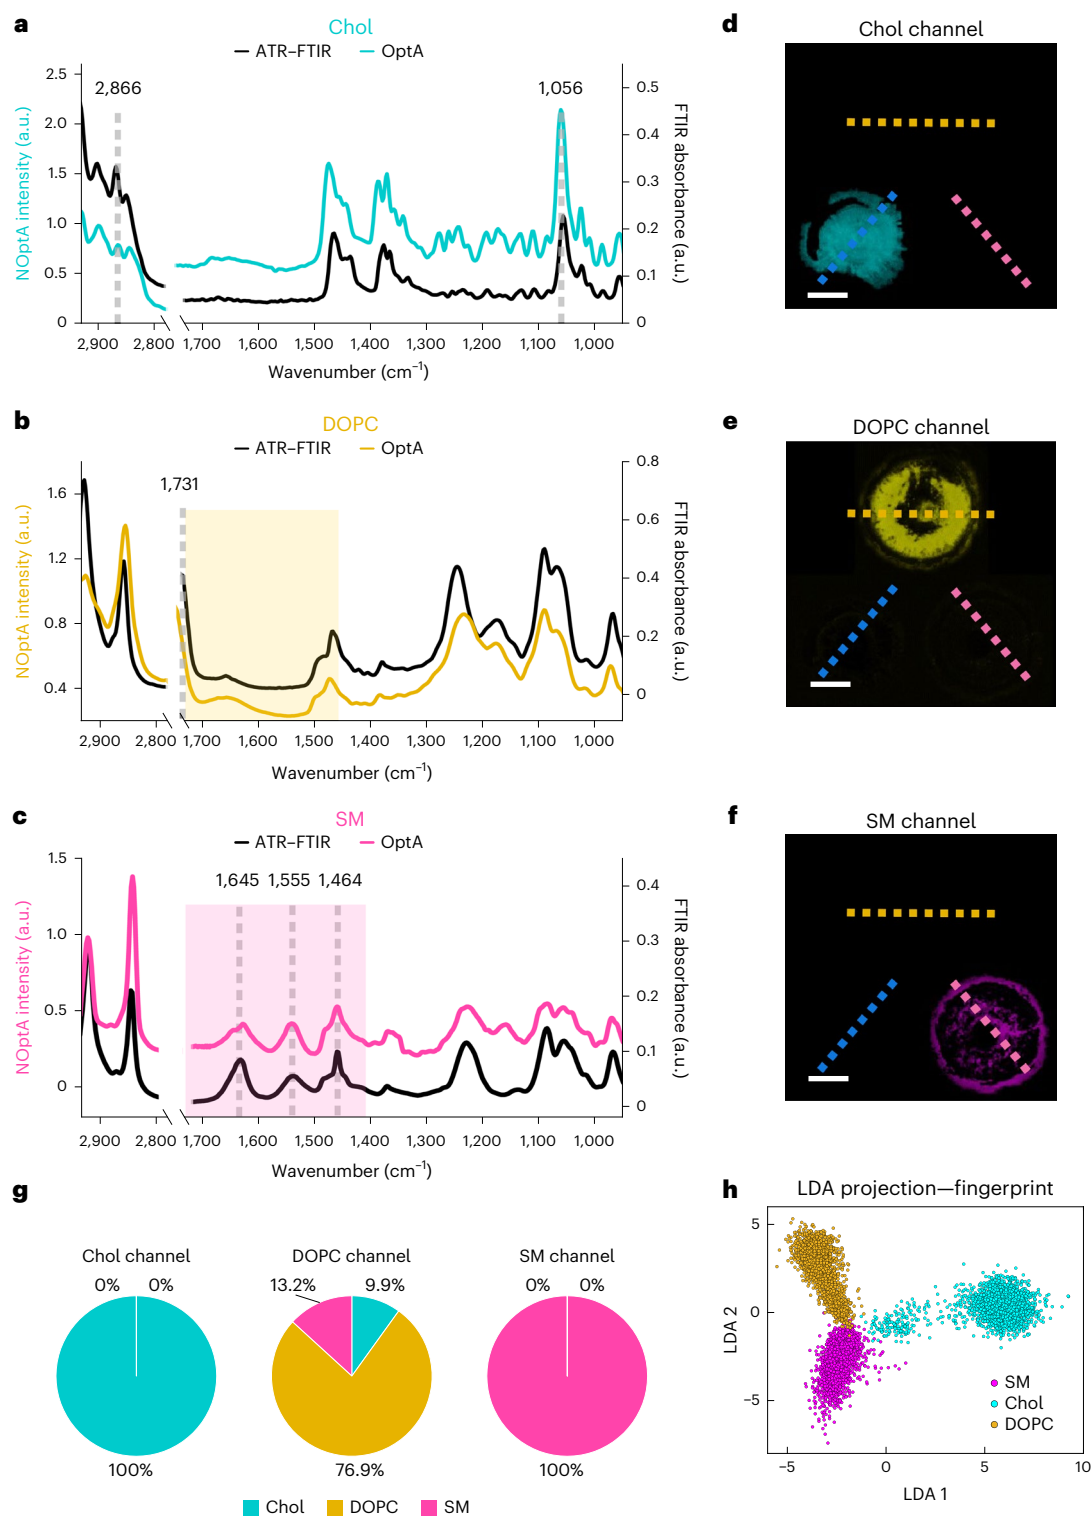 a
Chol
ATR–FTIR OptA
2,866
1,056
2.5
2.0
1.5
1.0
0.5
0
0.5
0.4
0.3
0.2
0.1
0
NOptA intensity (a.u.)
FTIR absorbance (a.u.)
2,900 2,800 1,700 1,600 1,500 1,400 1,300 1,200 1,100 1,000
Wavenumber (cm⁻¹)
d
Chol channel
b
DOPC
ATR–FTIR OptA
1,731
1.6
1.2
0.8
0.4
0.8
0.6
0.4
0.2
0
NOptA intensity (a.u.)
FTIR absorbance (a.u.)
2,900 2,800 1,700 1,600 1,500 1,400 1,300 1,200 1,100 1,000
Wavenumber (cm⁻¹)
e
DOPC channel
c
SM
ATR–FTIR OptA
1,645 1,555 1,464
1.5
1.0
0.5
0
0.4
0.3
0.2
0.1
0
NOptA intensity (a.u.)
FTIR absorbance (a.u.)
2,900 2,800 1,700 1,600 1,500 1,400 1,300 1,200 1,100 1,000
Wavenumber (cm⁻¹)
f
SM channel
g
Chol channel
0% 0%
100%
DOPC channel
13.2% 9.9%
76.9%
SM channel
0% 0%
100%
Chol DOPC SM
h
LDA projection—fingerprint
5
0
−5
LDA 2
SM
Chol
DOPC
−5 0 5 10
LDA 1